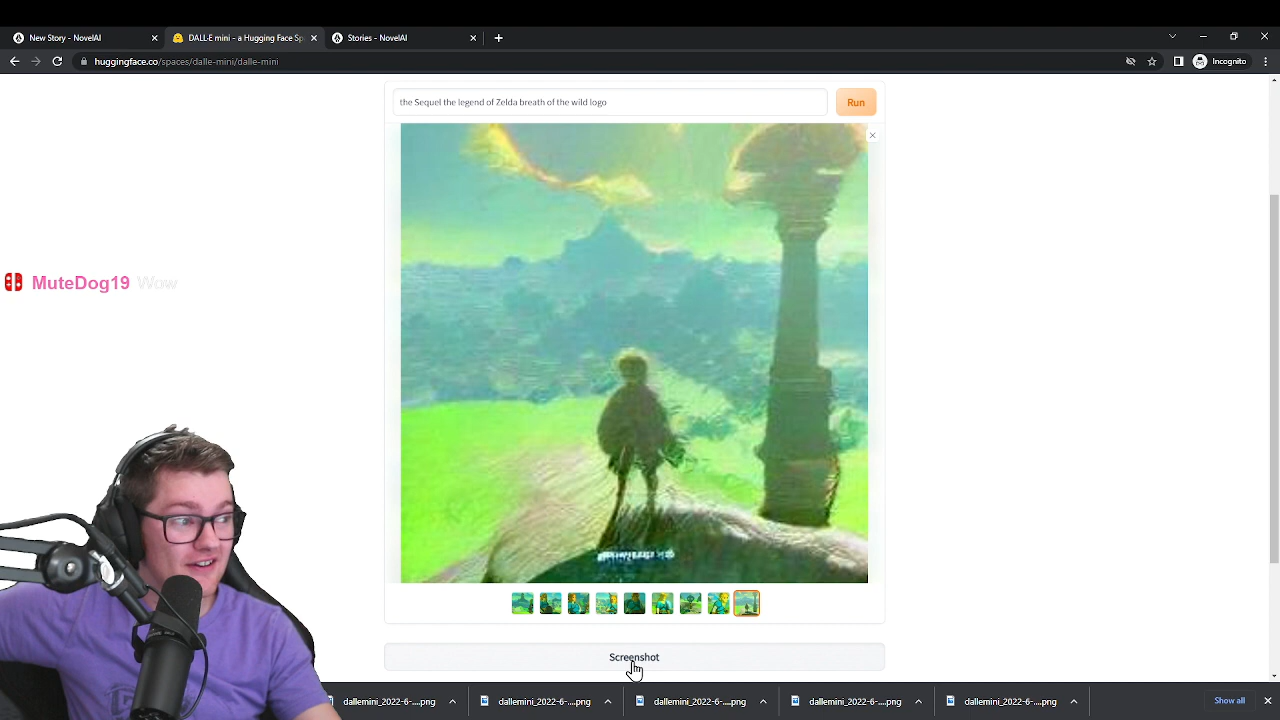 New Story - NovelAI
DALL·E mini - a Hugging Face Sp
Stories - NovelAI
huggingface.co/spaces/dalle-mini/dalle-mini
Incognito
the Sequel the legend of Zelda breath of the wild logo
Run
MuteDog19 Wow
Screenshot
dallemini_2022-6-....png
dallemini_2022-6-....png
dallemini_2022-6-....png
dallemini_2022-6-....png
dallemini_2022-6-....png
Show all